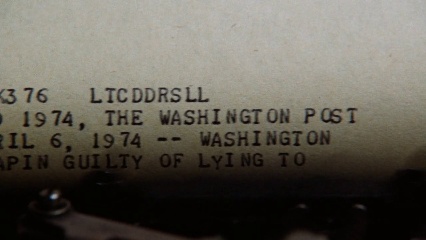 K376 LTCDDRSLL
1974, THE WASHINGTON POST
RIL 6, 1974 -- WASHINGTON
APIN GUILTY OF LyING TO